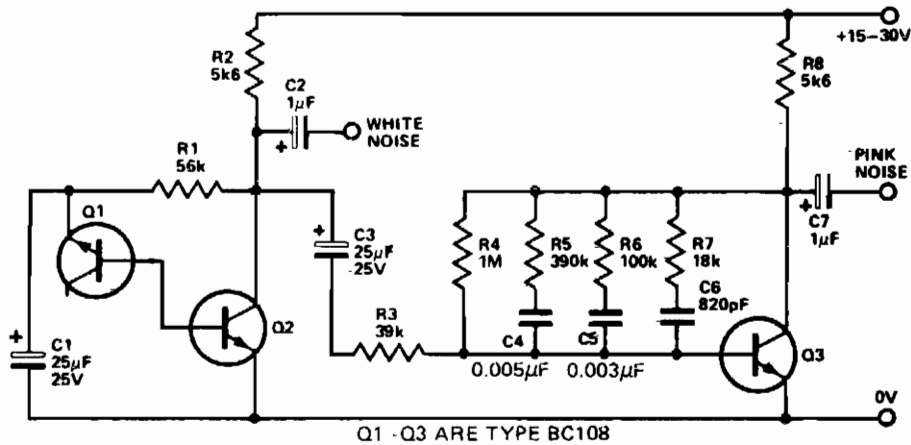 +15–30V
R2
5k6
R8
5k6
C2
1µF
+
WHITE
NOISE
R1
56k
PINK
NOISE
+
C7
1µF
Q1
+
C3
25µF
25V
R4
1M
R5
390k
R6
100k
R7
18k
C6
820pF
+
C1
25µF
25V
Q2
R3
39k
C4
0.005µF
C5
0.003µF
Q3
0V
Q1 -Q3 ARE TYPE BC108